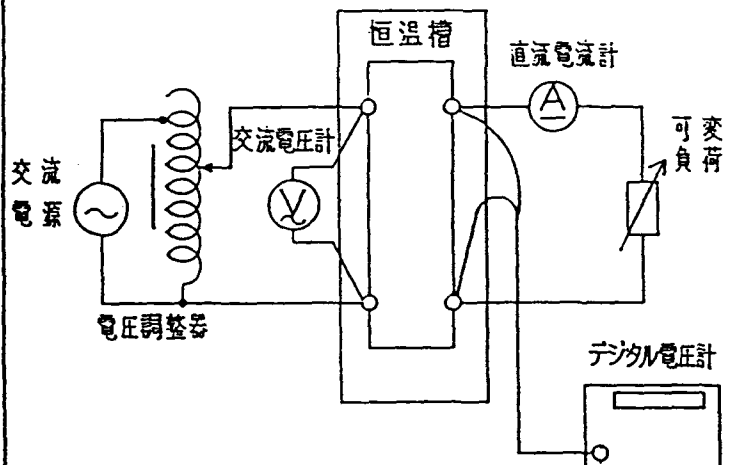 恒温槽
直流電流計
A
可変
負荷
交流電圧計
V
交流
電源
電圧調整器
デジタル電圧計